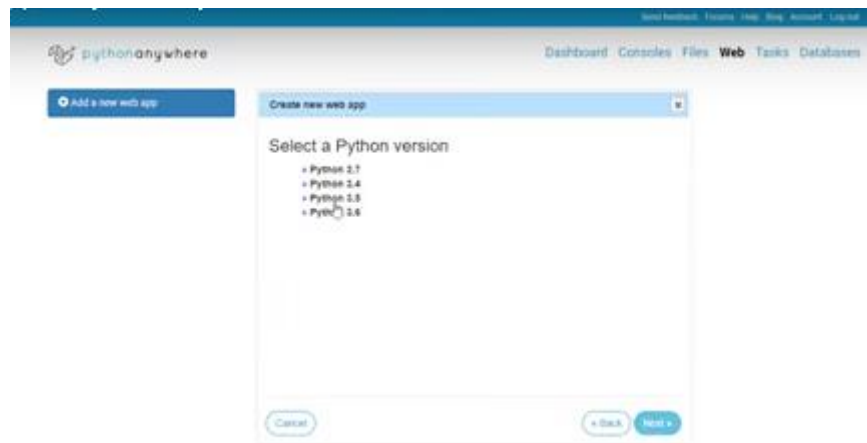 Send feedback Forums Help Blog Account Log out
pythonanywhere
Dashboard Consoles Files Web Tasks Databases
Add a new web app
Create new web app
x
Select a Python version
» Python 2.7
» Python 3.4
» Python 3.5
» Python 3.6
Cancel
« Back
Next »